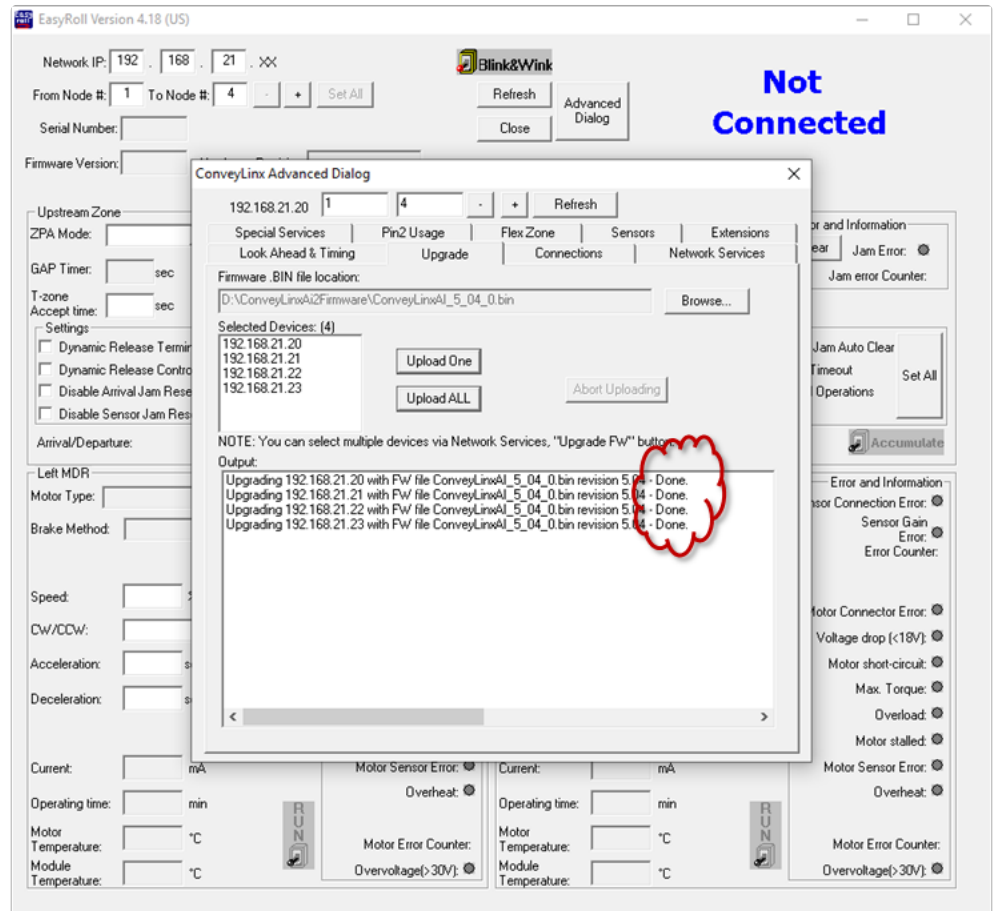 EasyRoll Version 4.18 (US)
Network IP: 192 . 168 . 21 . XX
Blink&Wink
Not
Connected
From Node #: 1 To Node #: 4 - + Set All
Refresh
Advanced
Dialog
Serial Number:
Close
Firmware Version:
ConveyLinx Advanced Dialog
192.168.21.20 1 4 - + Refresh
Special Services Pin2 Usage Flex Zone Sensors Extensions
Look Ahead & Timing Upgrade Connections Network Services
Firmware .BIN file location:
D:\ConveyLinxAi2Firmware\ConveyLinxAI_5_04_0.bin
Browse...
Selected Devices: (4)
192.168.21.20
192.168.21.21
192.168.21.22
192.168.21.23
Upload One
Upload ALL
Abort Uploading
NOTE: You can select multiple devices via Network Services, "Upgrade FW" button.
Output:
Upgrading 192.168.21.20 with FW file ConveyLinxAI_5_04_0.bin revision 5.04 - Done.
Upgrading 192.168.21.21 with FW file ConveyLinxAI_5_04_0.bin revision 5.04 - Done.
Upgrading 192.168.21.22 with FW file ConveyLinxAI_5_04_0.bin revision 5.04 - Done.
Upgrading 192.168.21.23 with FW file ConveyLinxAI_5_04_0.bin revision 5.04 - Done.
Upstream Zone
ZPA Mode:
GAP Timer: sec
T-zone
Accept time: sec
Settings
Dynamic Release Termin
Dynamic Release Contro
Disable Arrival Jam Rese
Disable Sensor Jam Res
Arrival/Departure:
or and Information
ear Jam Error:
Jam error Counter:
Jam Auto Clear
Timeout
Operations
Set All
Accumulate
Left MDR
Motor Type:
Brake Method:
Speed:
CW/CCW:
Acceleration:
Deceleration:
Current: mA
Operating time: min
Motor
Temperature: °C
Module
Temperature: °C
RUN
Motor Sensor Error:
Overheat:
Motor Error Counter:
Overvoltage(>30V):
Current: mA
Operating time: min
Motor
Temperature: °C
Module
Temperature: °C
RUN
Error and Information
nsor Connection Error:
Sensor Gain
Error:
Error Counter:
Motor Connector Error:
Voltage drop (<18V):
Motor short-circuit:
Max. Torque:
Overload:
Motor stalled:
Motor Sensor Error:
Overheat:
Motor Error Counter:
Overvoltage(>30V):